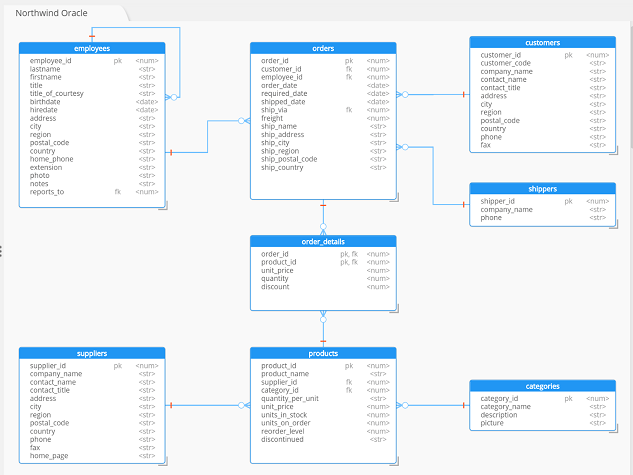 Northwind Oracle
employees
employee_id pk <num>
lastname <str>
firstname <str>
title <str>
title_of_courtesy <str>
birthdate <date>
hiredate <date>
address <str>
city <str>
region <str>
postal_code <str>
country <str>
home_phone <str>
extension <str>
photo <str>
notes <str>
reports_to fk <num>
orders
order_id pk <num>
customer_id fk <num>
employee_id fk <num>
order_date <date>
required_date <date>
shipped_date <date>
ship_via fk <num>
freight <num>
ship_name <str>
ship_address <str>
ship_city <str>
ship_region <str>
ship_postal_code <str>
ship_country <str>
customers
customer_id pk <num>
customer_code <str>
company_name <str>
contact_name <str>
contact_title <str>
address <str>
city <str>
region <str>
postal_code <str>
country <str>
phone <str>
fax <str>
shippers
shipper_id pk <num>
company_name <str>
phone <str>
order_details
order_id pk, fk <num>
product_id pk, fk <num>
unit_price <num>
quantity <num>
discount <num>
suppliers
supplier_id pk <num>
company_name <str>
contact_name <str>
contact_title <str>
address <str>
city <str>
region <str>
postal_code <str>
country <str>
phone <str>
fax <str>
home_page <str>
products
product_id pk <num>
product_name <str>
supplier_id fk <num>
category_id fk <num>
quantity_per_unit <str>
unit_price <num>
units_in_stock <num>
units_on_order <num>
reorder_level <num>
discontinued <str>
categories
category_id pk <num>
category_name <str>
description <str>
picture <str>